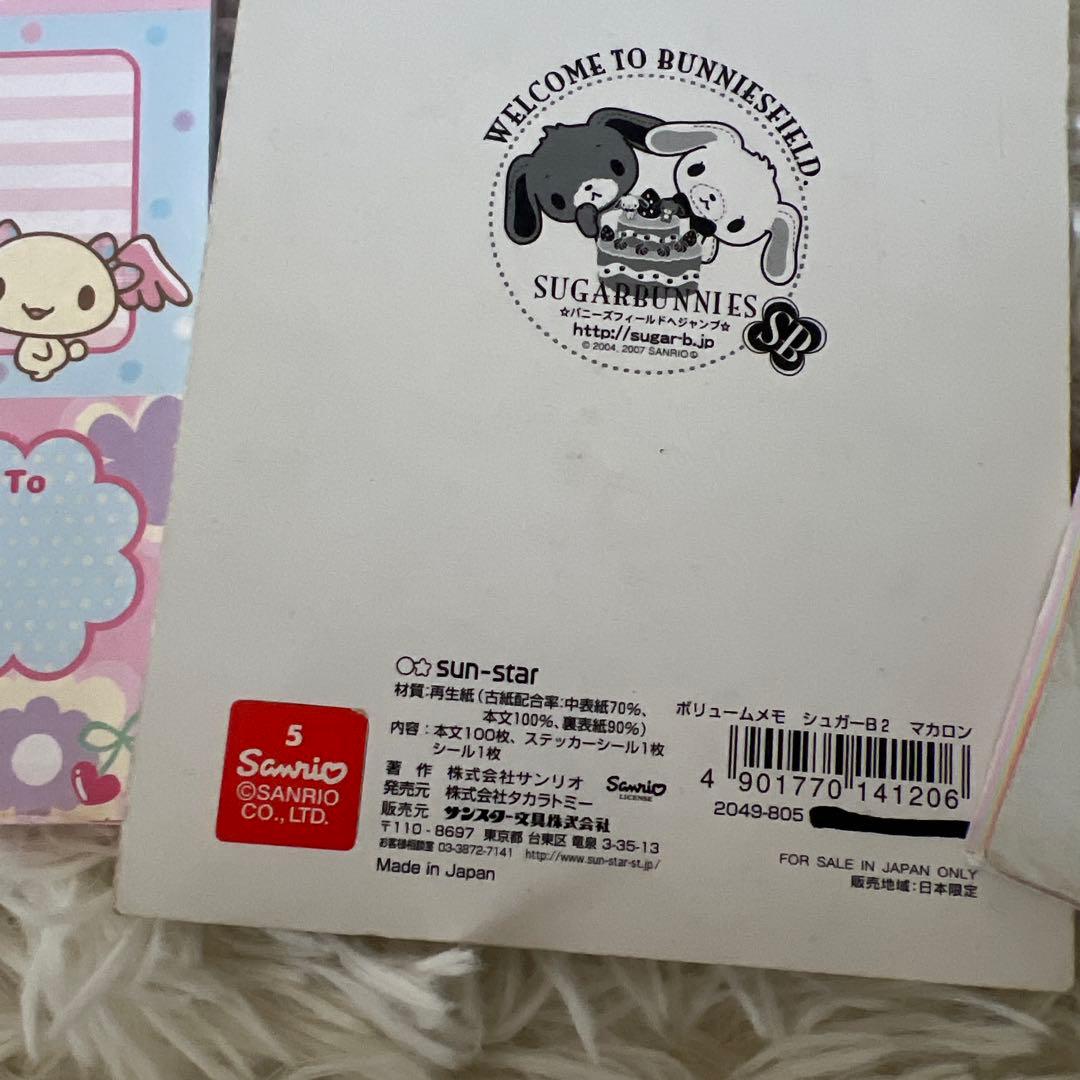 To
WELCOME TO BUNNIESFIELD.
SUGARBUNNIES
☆バニーズフィールドへジャンプ☆
http://sugar-b.jp
© 2004, 2007 SANRIO
SB
5
Sanrio
©SANRIO
CO., LTD.
sun-star
材質:再生紙(古紙配合率:中表紙70%、
本文100%、裏表紙90%)
内容:本文100枚、ステッカーシール1枚
シール1枚
著 作 株式会社サンリオ
Sanrio
LICENSE
発売元 株式会社タカラトミー
販売元 サンスター文具株式会社
〒110-8697 東京都 台東区 竜泉 3-35-13
お客様相談室 03-3872-7141 http://www.sun-star-st.jp/
Made in Japan
ボリュームメモ シュガーB2 マカロン
4 901770 141206
2049-805
FOR SALE IN JAPAN ONLY
販売地域:日本限定